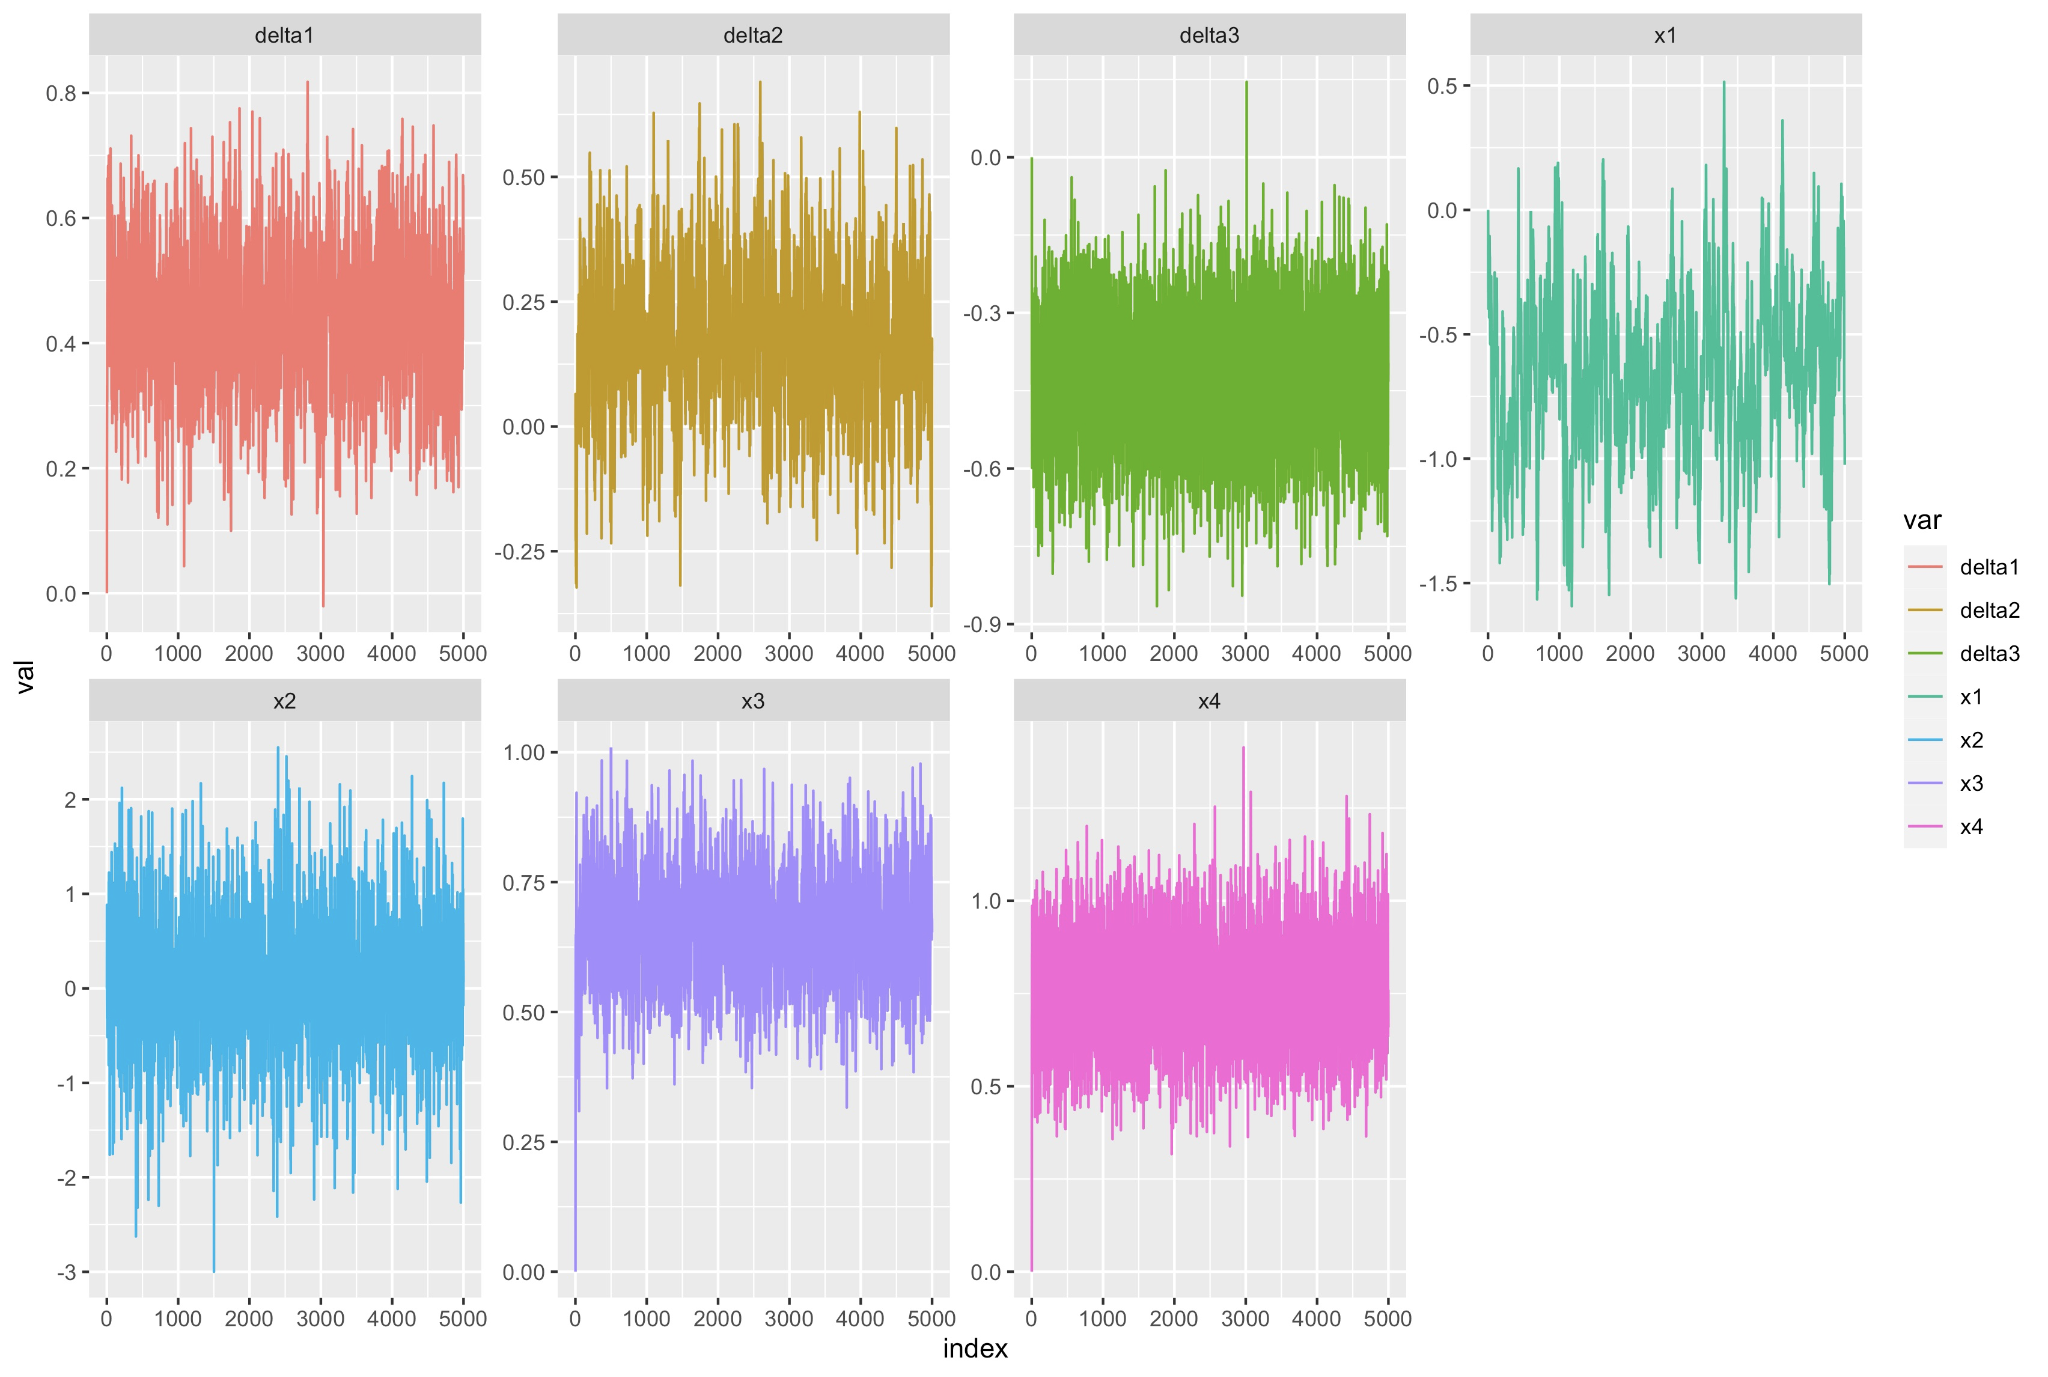 delta1 delta2 delta3 x1
0.8
0.6
0.4
0.2
0.0
0.50
0.25
0.00
-0.25
0.0
-0.3
-0.6
-0.9
0.5
0.0
-0.5
-1.0
-1.5
0 1000 2000 3000 4000 5000 0 1000 2000 3000 4000 5000 0 1000 2000 3000 4000 5000 0 1000 2000 3000 4000 5000
val
x2 x3 x4
2
1
0
-1
-2
-3
1.00
0.75
0.50
0.25
0.00
1.0
0.5
0.0
0 1000 2000 3000 4000 5000 0 1000 2000 3000 4000 5000 0 1000 2000 3000 4000 5000
index
var
delta1
delta2
delta3
x1
x2
x3
x4